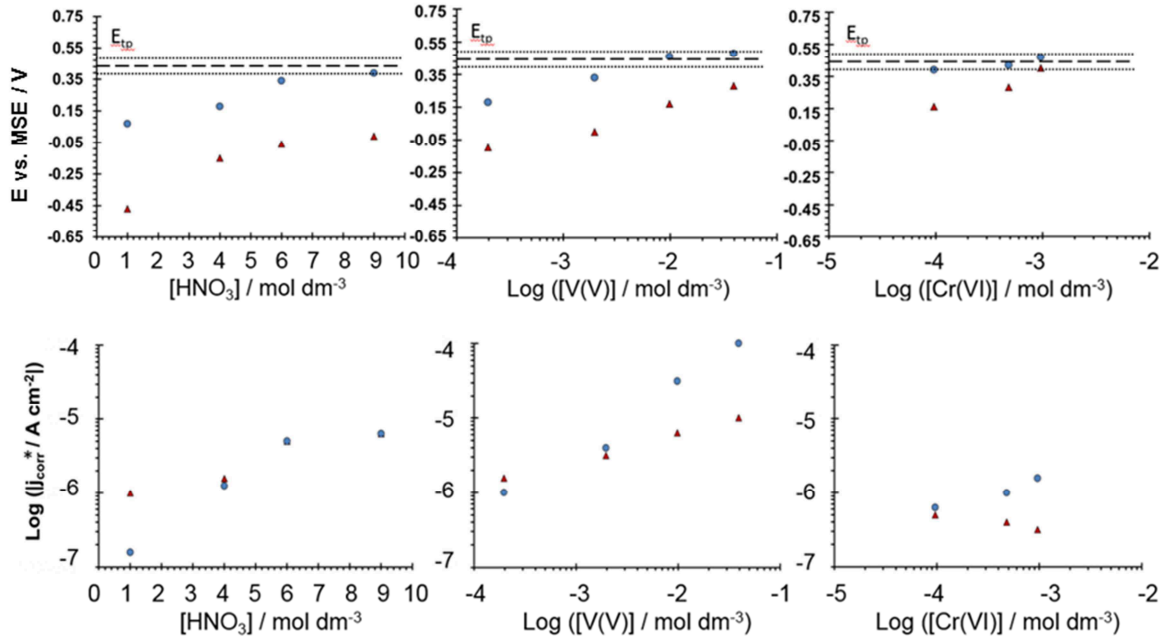 E vs. MSE / V
0.75
0.55
0.35
0.15
-0.05
-0.25
-0.45
-0.65
E_tp
0 1 2 3 4 5 6 7 8 9 10
[HNO₃] / mol dm⁻³
0.75
0.55
0.35
0.15
-0.05
-0.25
-0.45
-0.65
E_tp
-4 -3 -2 -1
Log ([V(V)] / mol dm⁻³)
0.75
0.55
0.35
0.15
-0.05
-0.25
-0.45
-0.65
E_tp
-5 -4 -3 -2
Log ([Cr(VI)] / mol dm⁻³)
Log (|j_corr* / A cm⁻²|)
-4
-5
-6
-7
0 1 2 3 4 5 6 7 8 9 10
[HNO₃] / mol dm⁻³
-4
-5
-6
-7
-4 -3 -2 -1
Log ([V(V)] / mol dm⁻³)
-4
-5
-6
-7
-5 -4 -3 -2
Log ([Cr(VI)] / mol dm⁻³)